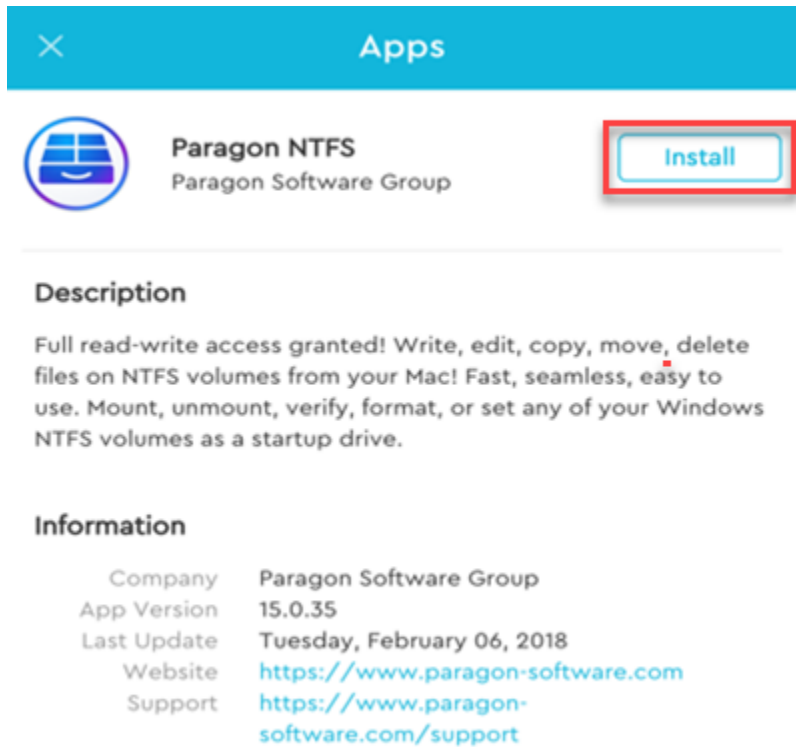 Apps
Paragon NTFS
Install
Paragon Software Group
Description
Full read-write access granted! Write, edit, copy, move, delete
files on NTFS volumes from your Mac! Fast, seamless, easy to
use. Mount, unmount, verify, format, or set any of your Windows
NTFS volumes as a startup drive.
Information
Company Paragon Software Group
App Version 15.0.35
Last Update Tuesday, February 06, 2018
Website https://www.paragon-software.com
Support https://www.paragon-
software.com/support